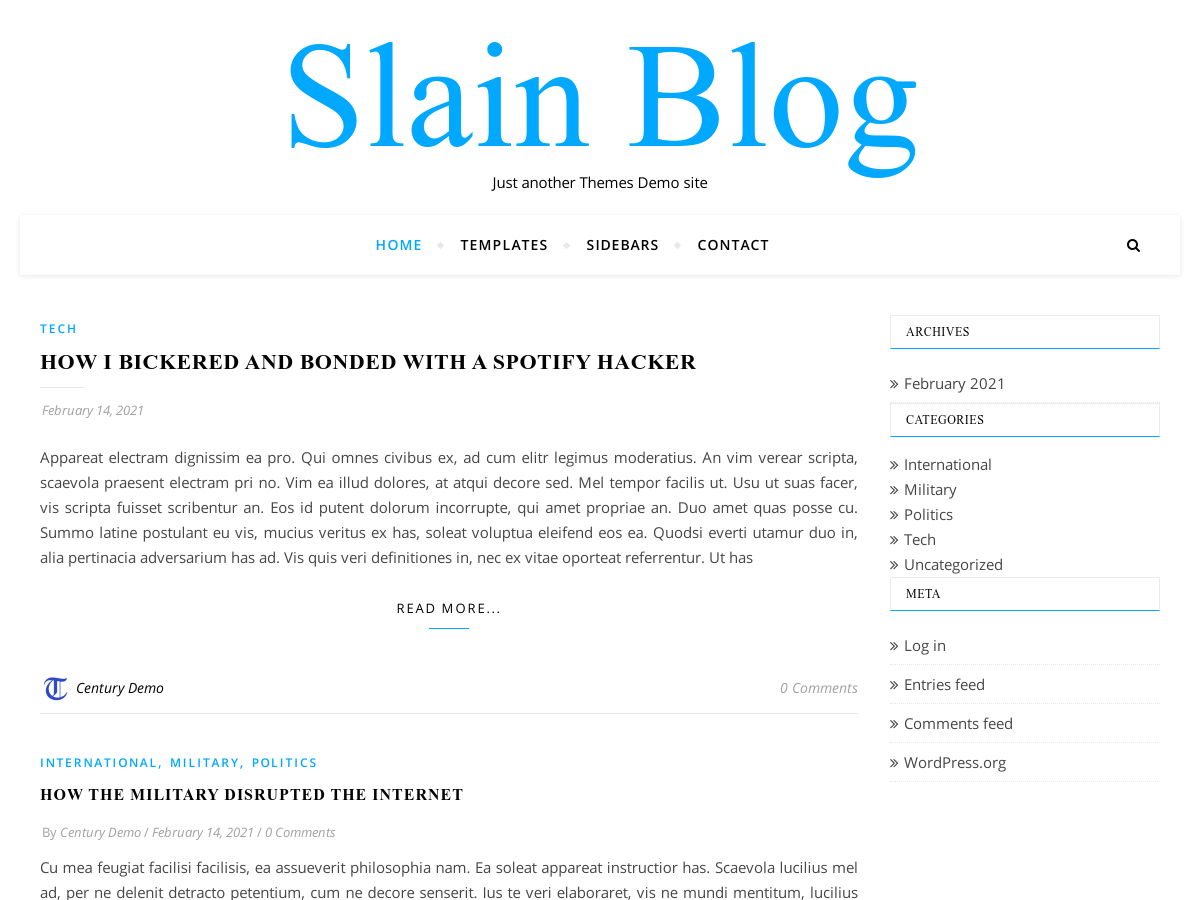 Slain Blog
Just another Themes Demo site
HOME
TEMPLATES
SIDEBARS
CONTACT
TECH
HOW I BICKERED AND BONDED WITH A SPOTIFY HACKER
February 14, 2021
Appareat electram dignissim ea pro. Qui omnes civibus ex, ad cum elitr legimus moderatius. An vim verear scripta,
scaevola praesent electram pri no. Vim ea illud dolores, at atqui decore sed. Mel tempor facilis ut. Usu ut suas facer,
vis scripta fuisset scribentur an. Eos id putent dolorum incorrupte, qui amet propriae an. Duo amet quas posse cu.
Summo latine postulant eu vis, mucius veritus ex has, soleat voluptua eleifend eos ea. Quodsi everti utamur duo in,
alia pertinacia adversarium has ad. Vis quis veri definitiones in, nec ex vitae oporteat referrentur. Ut has
READ MORE...
Century Demo
0 Comments
INTERNATIONAL, MILITARY, POLITICS
HOW THE MILITARY DISRUPTED THE INTERNET
By Century Demo / February 14, 2021 / 0 Comments
Cu mea feugiat facilisi facilisis, ea assueverit philosophia nam. Ea soleat appareat instructior has. Scaevola lucilius mel
ad, per ne delenit detracto petentium, cum ne decore senserit. Ius te veri elaboraret, vis ne mundi mentitum, lucilius
ARCHIVES
February 2021
CATEGORIES
International
Military
Politics
Tech
Uncategorized
META
Log in
Entries feed
Comments feed
WordPress.org